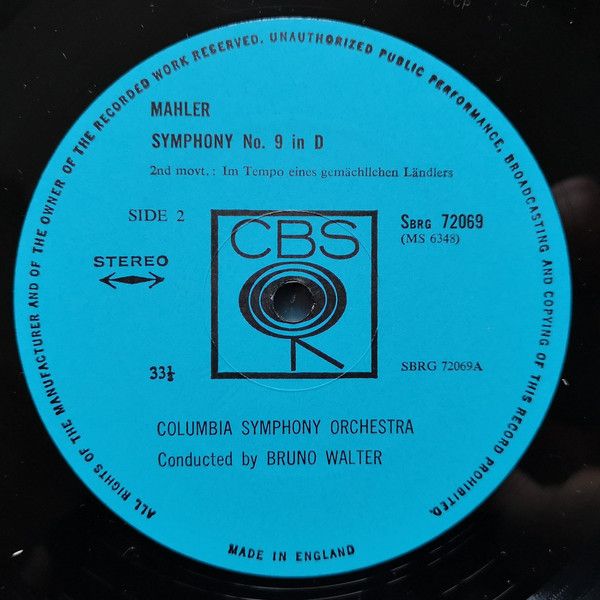 ALL RIGHTS OF THE MANUFACTURER AND OF THE OWNER OF THE RECORDED WORK RESERVED. UNAUTHORIZED PUBLIC PERFORMANCE, BROADCASTING AND COPYING OF THIS RECORD PROHIBITED.
MAHLER
SYMPHONY No. 9 in D
2nd movt.: Im Tempo eines gemächlichen Ländlers
SIDE 2
CBS
SBRG 72069
(MS 6348)
STEREO
33⅓
SBRG 72069A
COLUMBIA SYMPHONY ORCHESTRA
Conducted by BRUNO WALTER
MADE IN ENGLAND